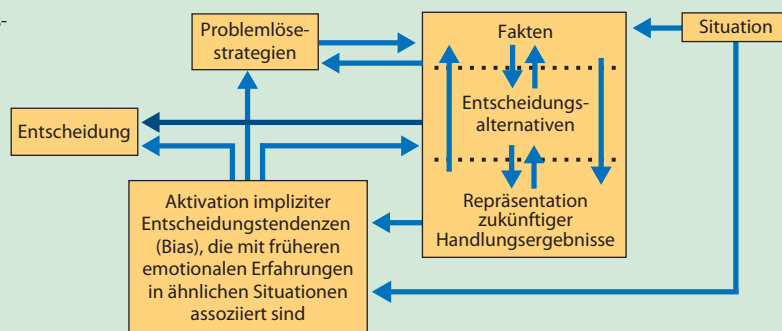 s-
Problemlöse-
strategien
Fakten
Situation
Entscheidungs-
alternativen
Entscheidung
Repräsentation
zukünftiger
Handlungsergebnisse
Aktivation impliziter
Entscheidungstendenzen
(Bias), die mit früheren
emotionalen Erfahrungen
in ähnlichen Situationen
assoziiert sind